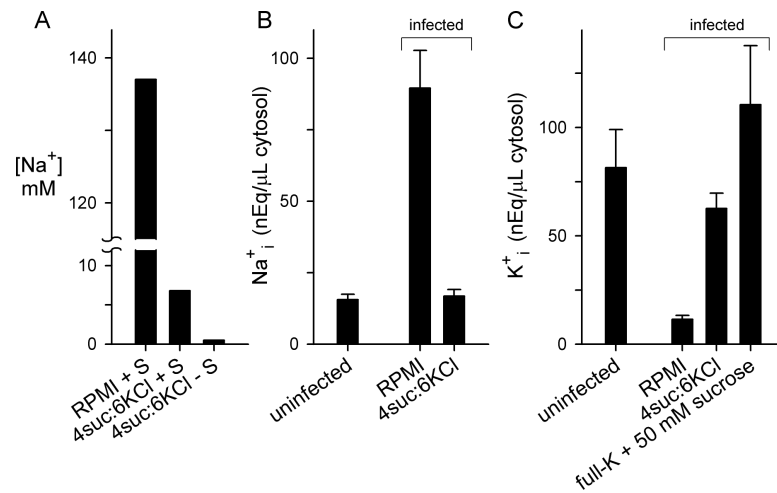 A
140
[Na+]
mM
120
10
0
RPMI + S
4suc:6KCl + S
4suc:6KCl - S
B
infected
100
50
0
Na+i (nEq/μL cytosol)
uninfected
RPMI
4suc:6KCl
C
infected
100
50
0
K+i (nEq/μL cytosol)
uninfected
RPMI
4suc:6KCl
full-K + 50 mM sucrose